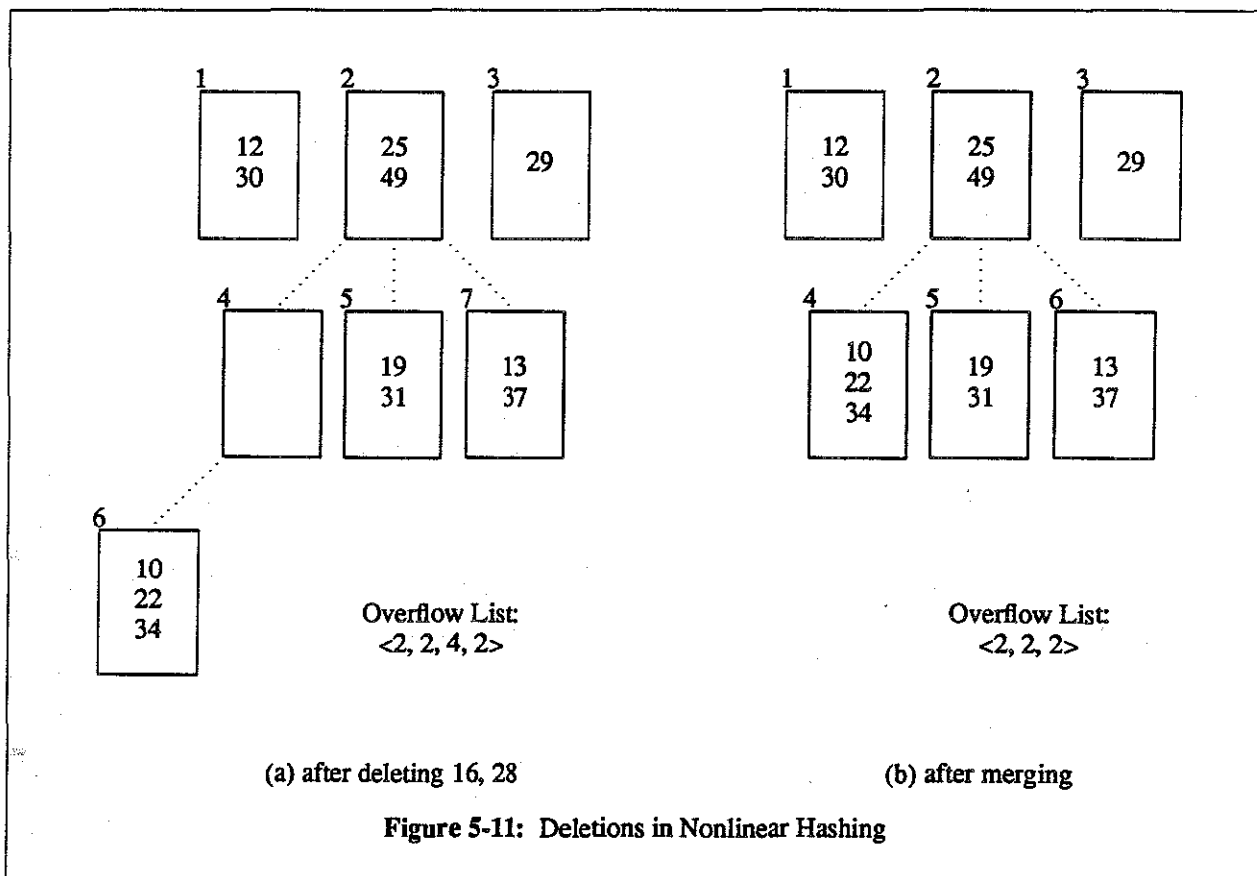 1 2 3 1 2 3
12 25 29 12 25 29
30 49 30 49
4 5 7 4 5 6
19 13 10 19 13
31 37 22 31 37
34
6
10
22
34
Overflow List: Overflow List:
<2, 2, 4, 2> <2, 2, 2>
(a) after deleting 16, 28 (b) after merging
Figure 5-11: Deletions in Nonlinear Hashing